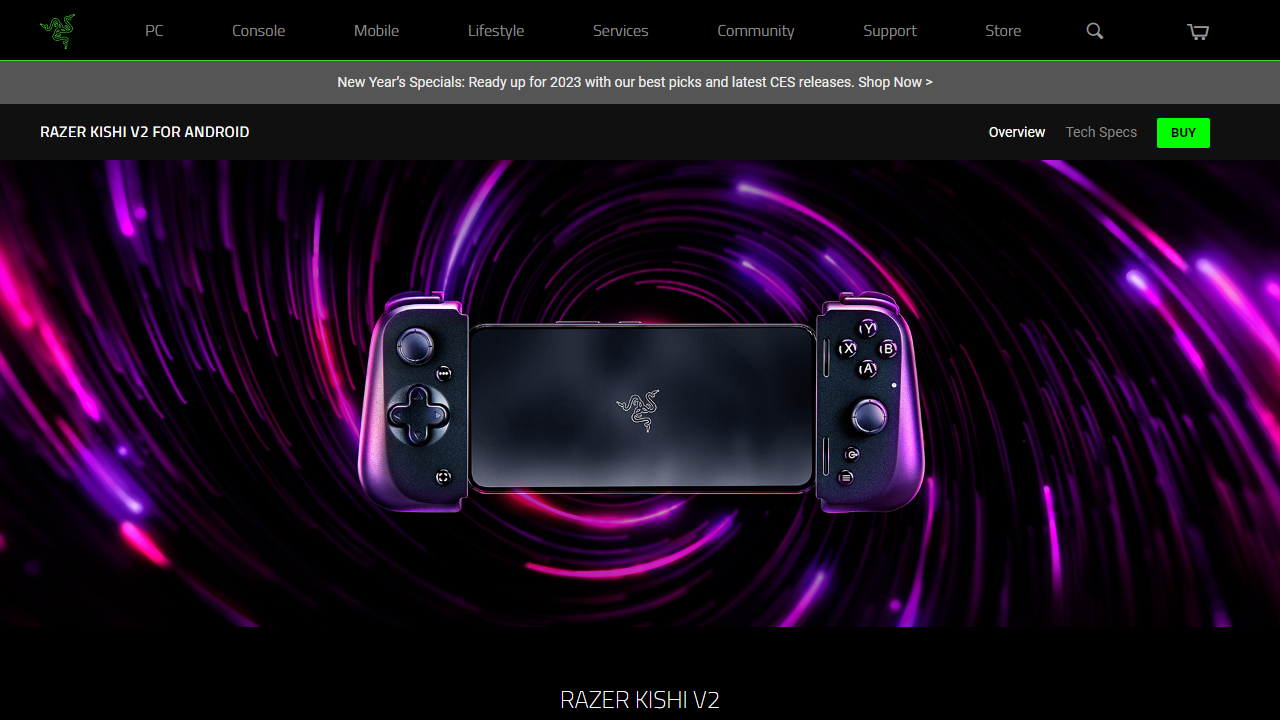 PC Console Mobile Lifestyle Services Community Support Store
New Year's Specials: Ready up for 2023 with our best picks and latest CES releases. Shop Now >
RAZER KISHI V2 FOR ANDROID Overview Tech Specs BUY
Y
X B
A
RAZER KISHI V2